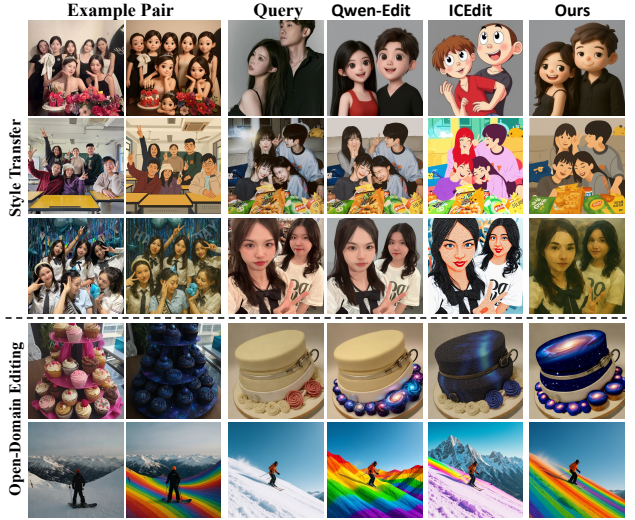 Example Pair Query Qwen-Edit ICEdit Ours
Style Transfer
Open-Domain Editing